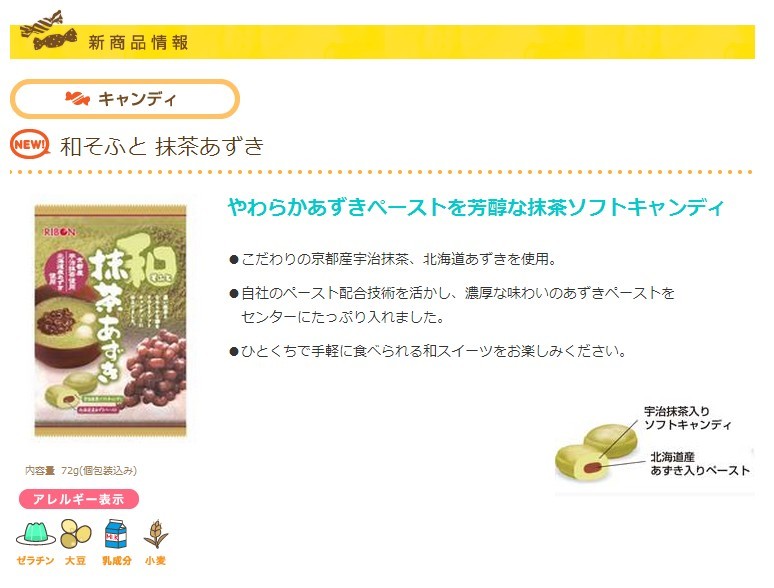 新商品情報
キャンディ
NEW!
和そふと 抹茶あずき
やわらかあずきペーストを芳醇な抹茶ソフトキャンディ
RIBON
京都産
宇治抹茶使用
北海道産あずき
使用
和
そふと
抹茶あずき
●こだわりの京都産宇治抹茶、北海道あずきを使用。
●自社のペースト配合技術を活かし、濃厚な味わいのあずきペーストを
センターにたっぷり入れました。
●ひとくちで手軽に食べられる和スイーツをお楽しみください。
宇治抹茶入り
ソフトキャンディ
北海道産
あずき入りペースト
内容量 72g(個包装込み)
アレルギー表示
MILK
ゼラチン 大豆 乳成分 小麦